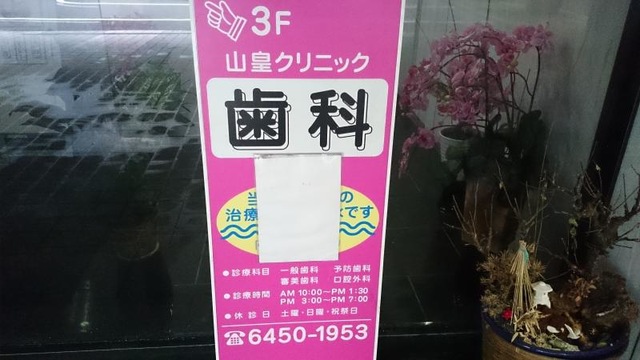 3F
山皇クリニック
歯科
当 の
治療 です
●診療科目 一般歯科 予防歯科
審美歯科 口腔外科
●診療時間 AM 10:00〜PM 1:30
PM 3:00〜PM 7:00
●休診日 土曜・日曜・祝祭日
☎6450-1953